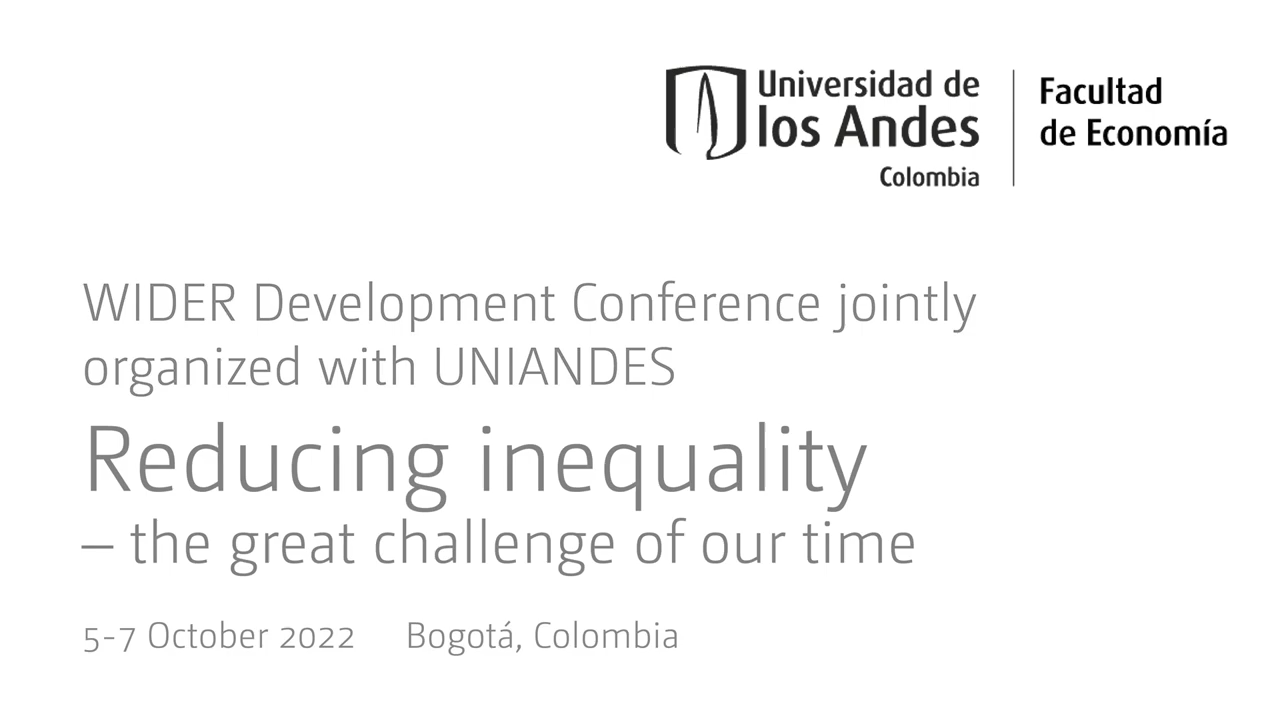 Universidad de
los Andes
Colombia
Facultad
de Economía
WIDER Development Conference jointly
organized with UNIANDES
Reducing inequality
– the great challenge of our time
5-7 October 2022 Bogotá, Colombia